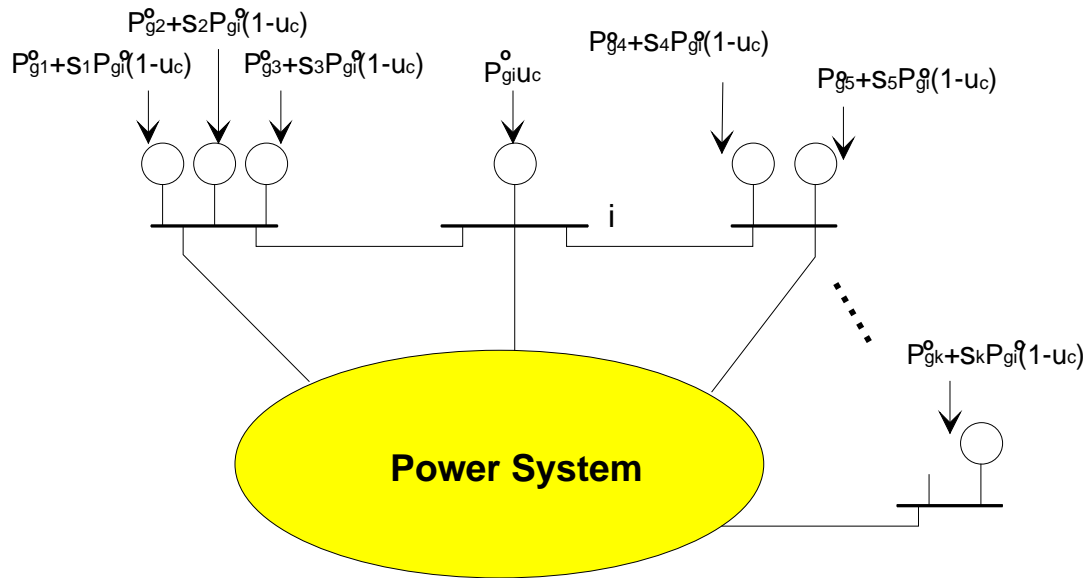 P°g2+s2P°gi(1-uc)
P°g1+s1P°gi(1-uc)
P°g3+s3P°gi(1-uc)
P°giuc
P°g4+s4P°gi(1-uc)
P°g5+s5P°gi(1-uc)
i
P°gk+skP°gi(1-uc)
Power System